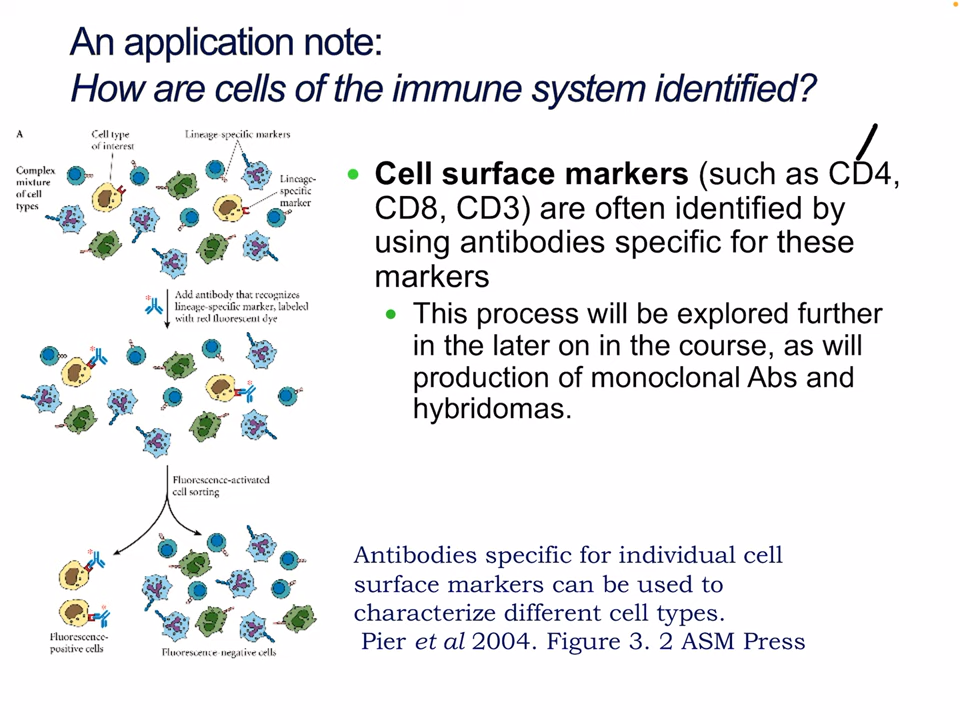 An application note:
How are cells of the immune system identified?
A
Cell type
of interest
Lineage-specific markers
Complex
mixture
of cell
types
Lineage-
specific
marker
• Cell surface markers (such as CD4,
CD8, CD3) are often identified by
using antibodies specific for these
markers
• This process will be explored further
in the later on in the course, as will
production of monoclonal Abs and
hybridomas.
* Add antibody that recognizes
lineage-specific marker, labeled
with red fluorescent dye
Fluorescence-activated
cell sorting
Fluorescence-
positive cells
Fluorescence-negative cells
Antibodies specific for individual cell
surface markers can be used to
characterize different cell types.
Pier et al 2004. Figure 3. 2 ASM Press